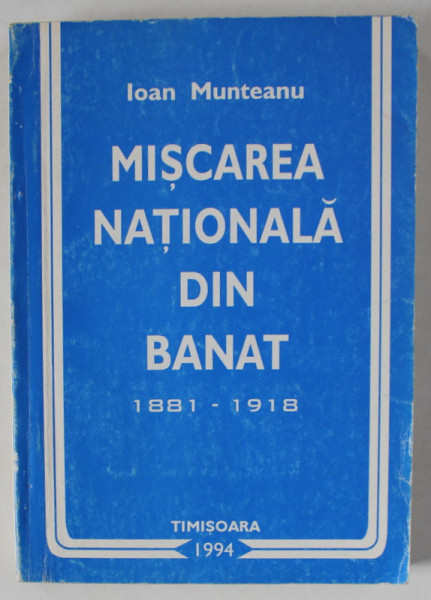 Ioan Munteanu
MIȘCAREA
NAȚIONALĂ
DIN
BANAT
1881 - 1918
TIMIȘOARA
1994